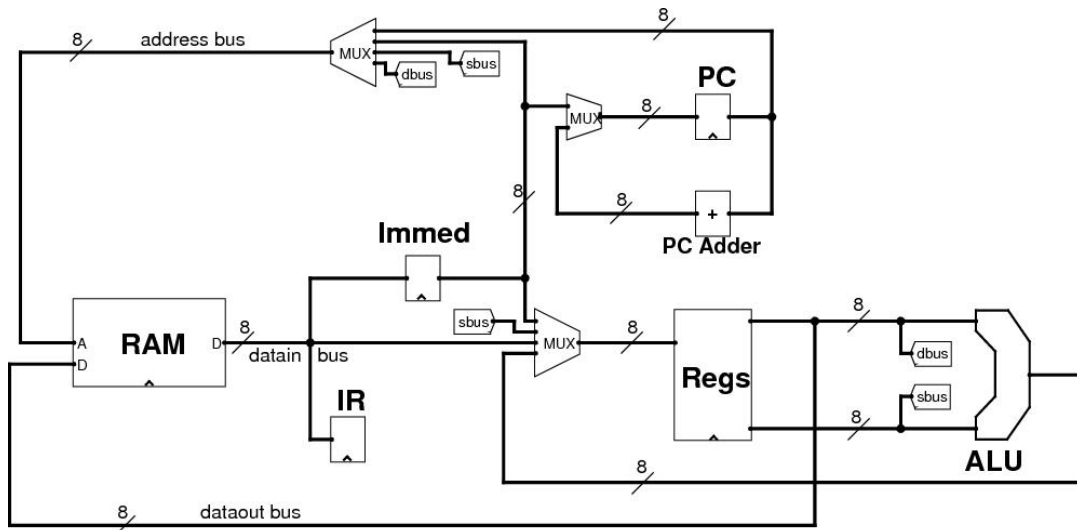 8
address bus
MUX
sbus
dbus
8
PC
MUX
8
8
8
+
PC Adder
Immed
RAM
A
D
D
8
datain bus
IR
sbus
MUX
8
Regs
8
dbus
sbus
8
ALU
8
8
dataout bus